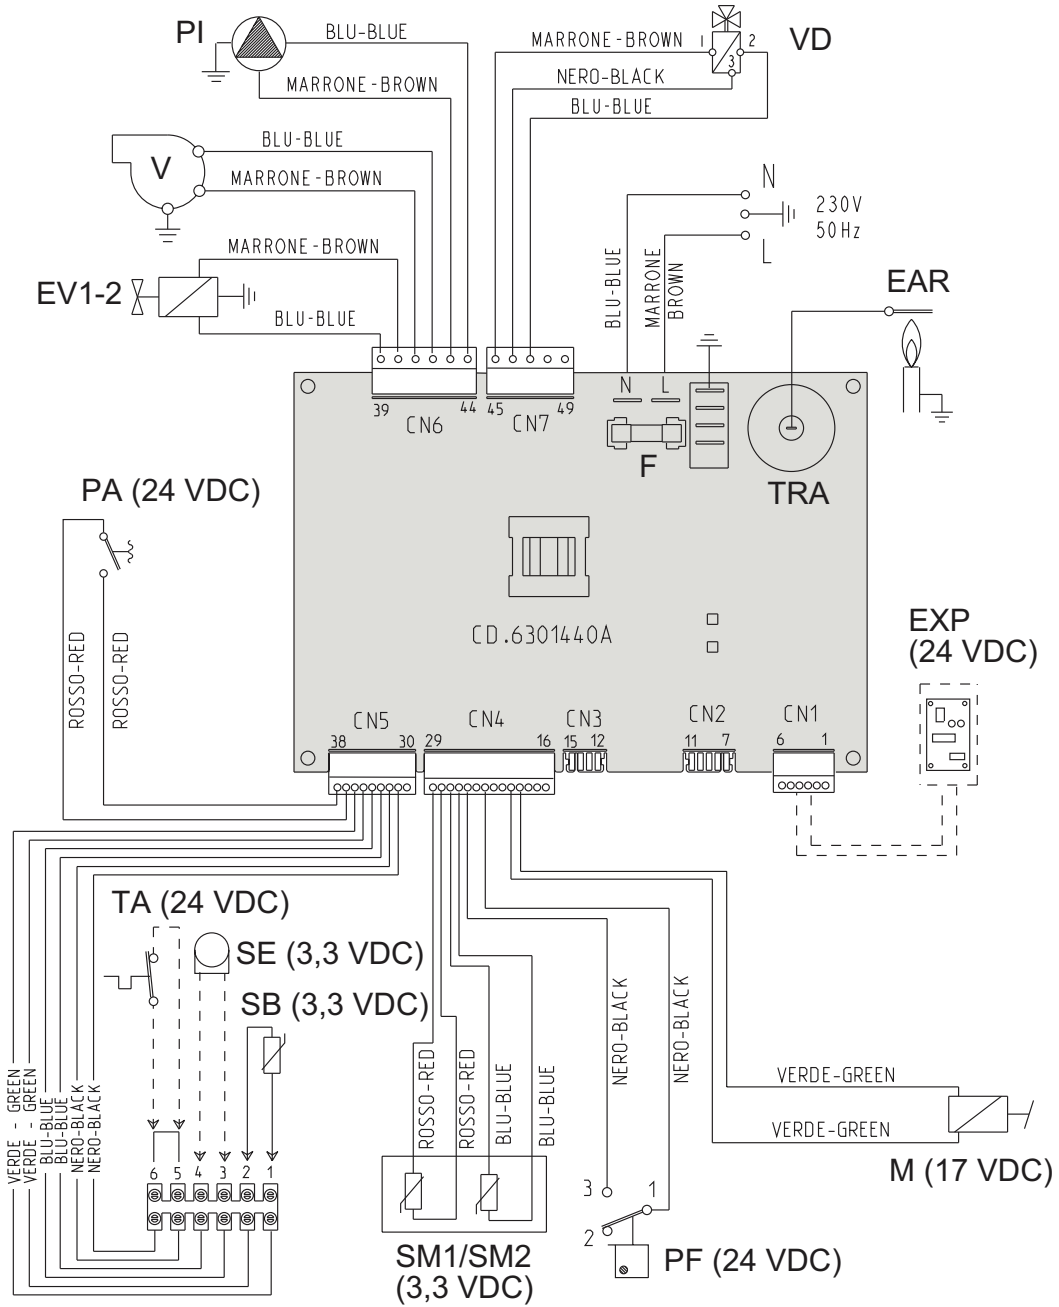 PI
BLU-BLUE
MARRONE-BROWN
MARRONE-BROWN
1
2
3
VD
NERO-BLACK
BLU-BLUE
V
BLU-BLUE
MARRONE-BROWN
N
230V
50Hz
L
BLU-BLUE
MARRONE
BROWN
MARRONE-BROWN
EV1-2
BLU-BLUE
EAR
39
44
CN6
45
49
CN7
N
L
F
TRA
PA (24 VDC)
ROSSO-RED
ROSSO-RED
CD.6301440A
EXP
(24 VDC)
CN5
38
30
CN4
29
16
CN3
15
12
CN2
11
7
CN1
6
1
TA (24 VDC)
SE (3,3 VDC)
SB (3,3 VDC)
VERDE - GREEN
VERDE - GREEN
BLU-BLUE
BLU-BLUE
NERO-BLACK
NERO-BLACK
6
5
4
3
2
1
ROSSO-RED
ROSSO-RED
BLU-BLUE
BLU-BLUE
SM1/SM2
(3,3 VDC)
NERO-BLACK
NERO-BLACK
3
1
2
PF (24 VDC)
VERDE-GREEN
VERDE-GREEN
M (17 VDC)